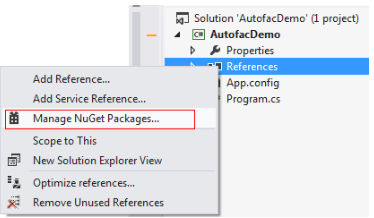 Solution 'AutofacDemo' (1 project)
C# AutofacDemo
Properties
References
App.config
Program.cs
Add Reference...
Add Service Reference...
Manage NuGet Packages...
Scope to This
New Solution Explorer View
Optimize references...
Remove Unused References